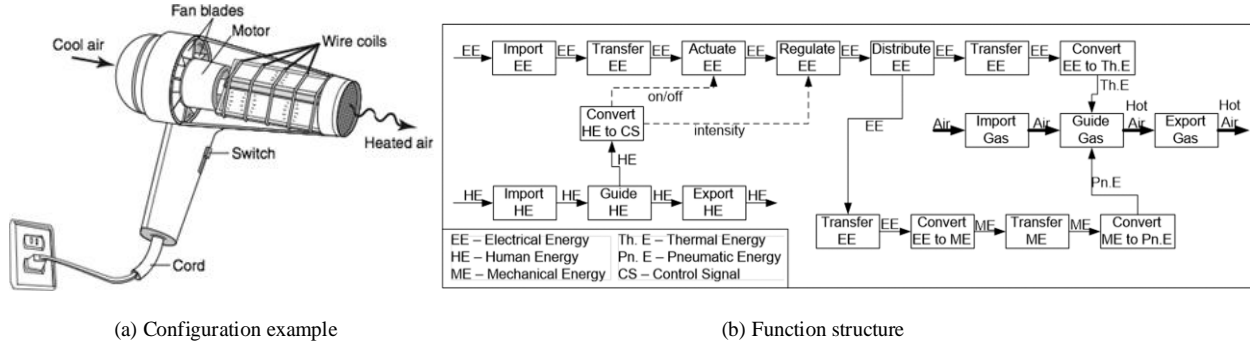 Fan blades
Motor
Cool air
Wire coils
Heated air
Switch
Cord
EE Import EE EE Transfer EE EE Actuate EE EE Regulate EE EE Distribute EE EE Transfer EE EE Convert EE to Th.E
Th.E
on/off
Convert HE to CS
intensity
EE
Hot Air
Hot Air
Air Import Gas Air Guide Gas Export Gas
HE
Pn.E
HE Import HE HE Guide HE HE Export HE HE
Transfer EE EE Convert EE to ME ME Transfer ME ME Convert ME to Pn.E
EE – Electrical Energy Th. E – Thermal Energy
HE – Human Energy Pn. E – Pneumatic Energy
ME – Mechanical Energy CS – Control Signal
(a) Configuration example
(b) Function structure